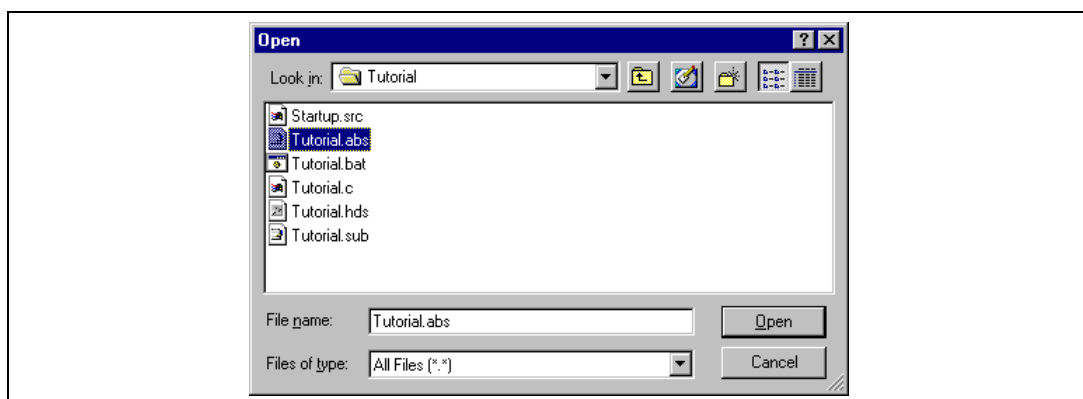 Open
Look in: Tutorial
Startup.src
Tutorial.abs
Tutorial.bat
Tutorial.c
Tutorial.hds
Tutorial.sub
File name: Tutorial.abs Open
Files of type: All Files (*.*) Cancel